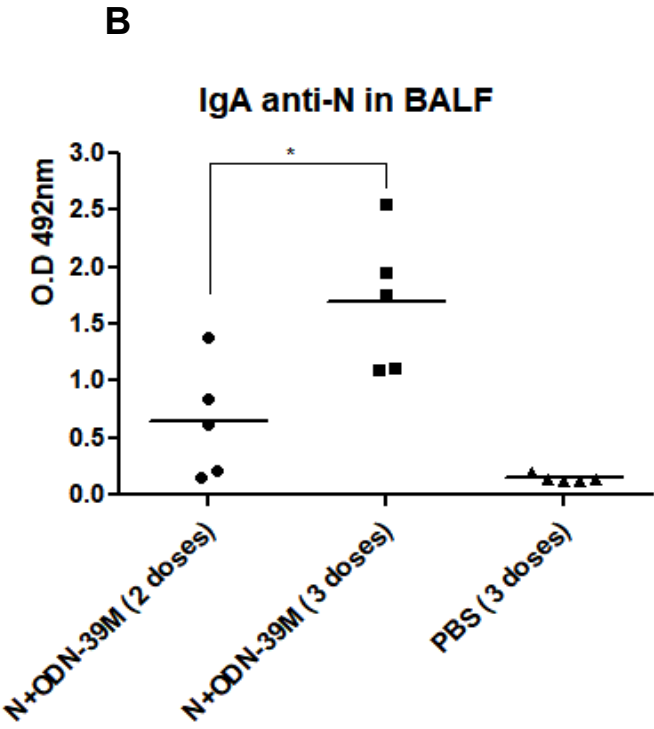 B
IgA anti-N in BALF
O.D 492nm
3.0
*
2.5
2.0
1.5
1.0
0.5
0.0
N+ODN-39M (2 doses)
N+ODN-39M (3 doses)
PBS (3 doses)